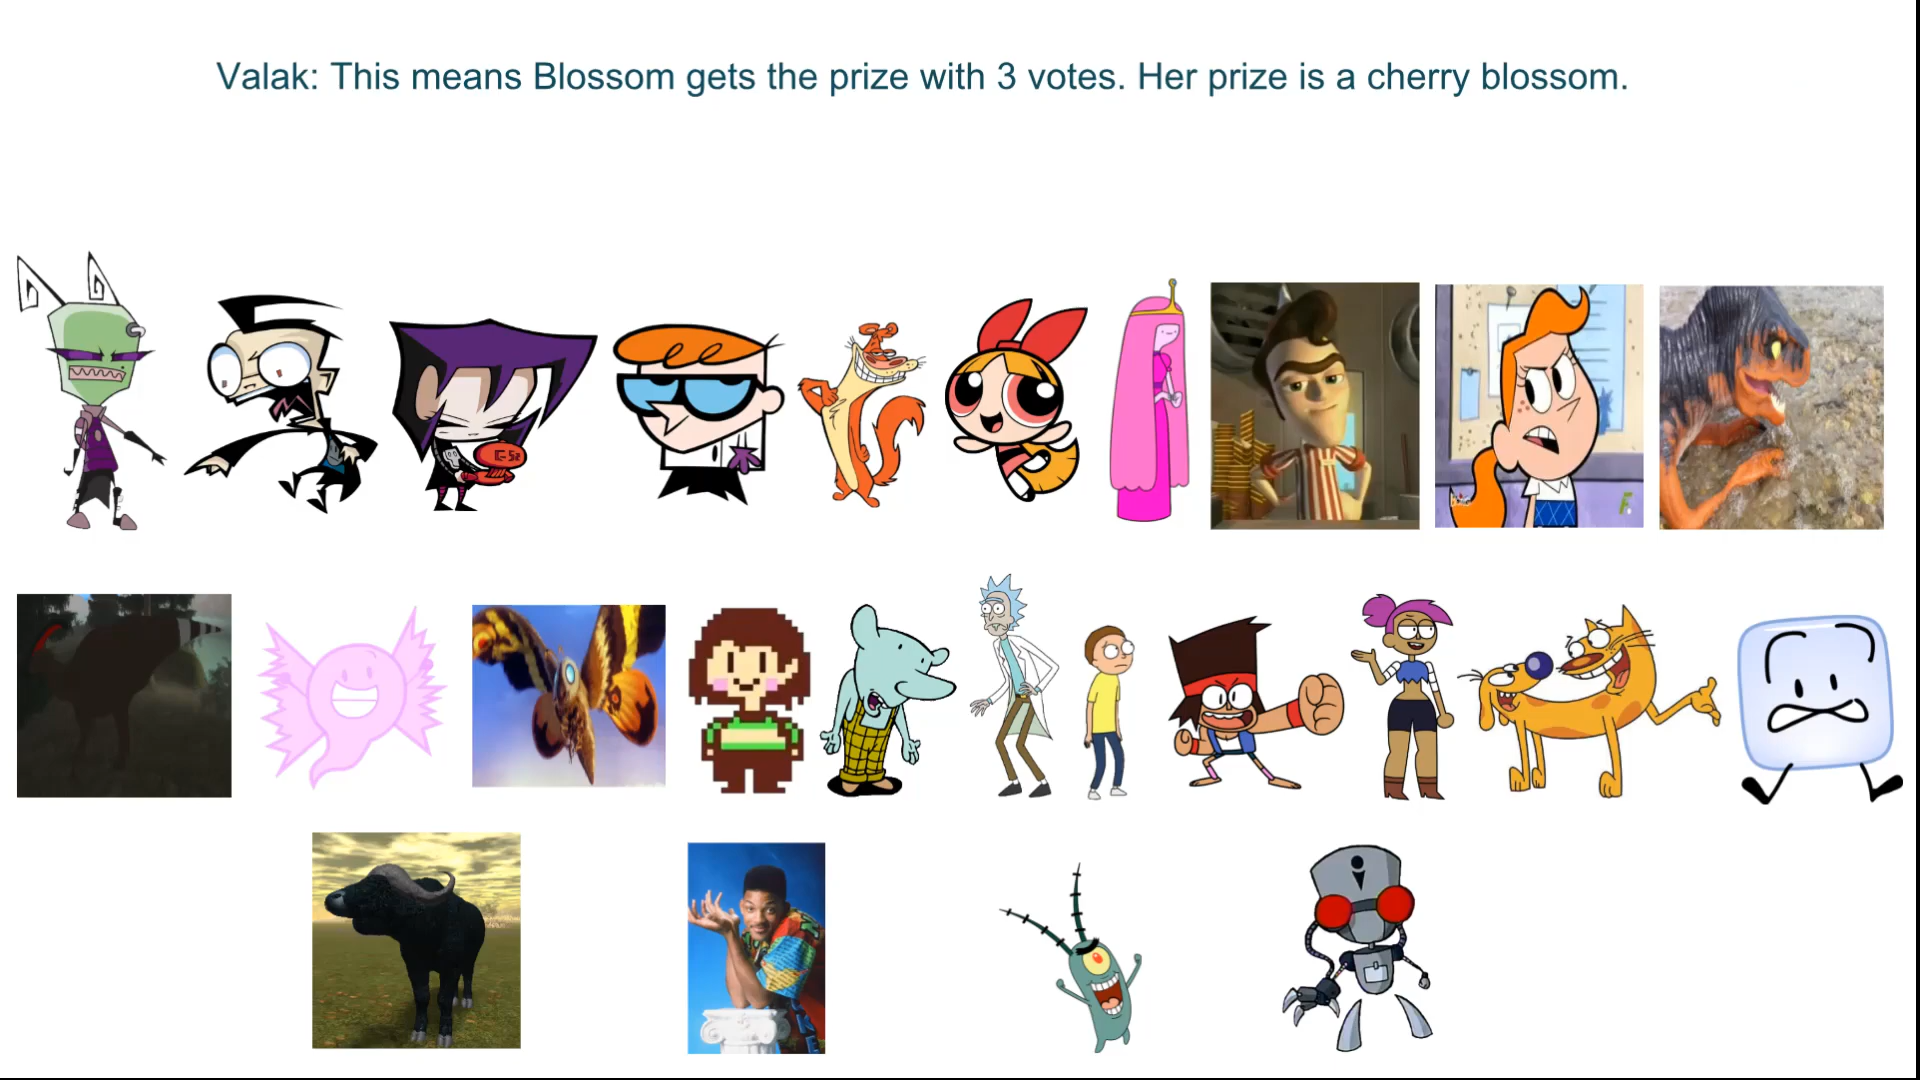 Valak: This means Blossom gets the prize with 3 votes. Her prize is a cherry blossom.